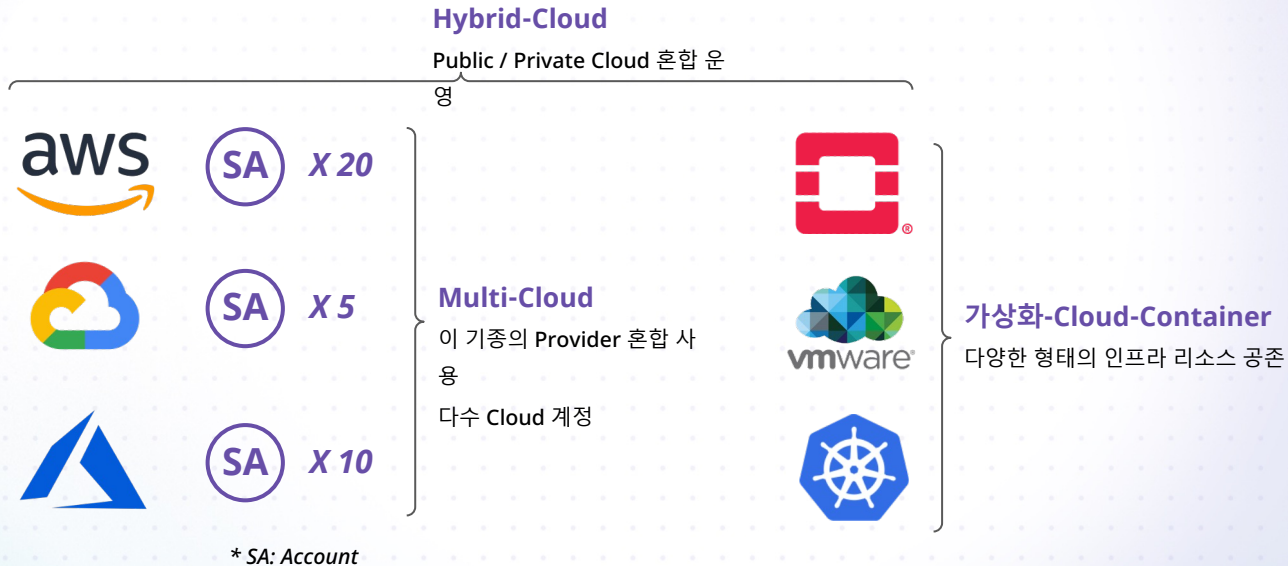 Hybrid-Cloud
Public / Private Cloud 혼합 운
영
aws
SA X 20
SA X 5
SA X 10
* SA: Account
Multi-Cloud
이 기종의 Provider 혼합 사
용
다수 Cloud 계정
®
vmware®
가상화-Cloud-Container
다양한 형태의 인프라 리소스 공존